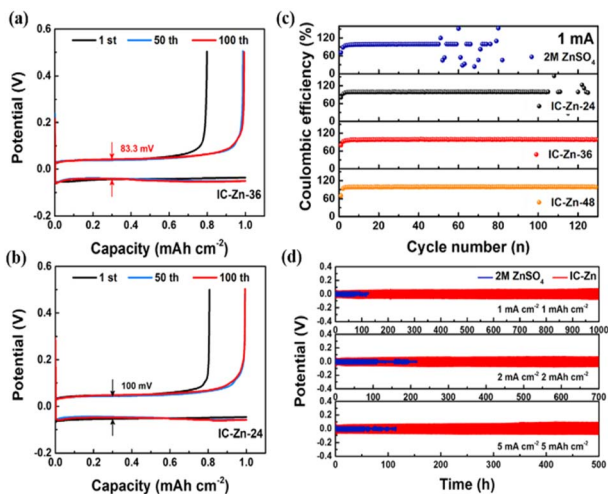 (a)
1 st 50 th 100 th
0.6
0.4
0.2
0.0
-0.2
Potential (V)
83.3 mV
IC-Zn-36
0.0 0.2 0.4 0.6 0.8 1.0
Capacity (mAh cm-2)
(b)
1 st 50 th 100 th
0.6
0.4
0.2
0.0
-0.2
Potential (V)
100 mV
IC-Zn-24
0.0 0.2 0.4 0.6 0.8 1.0
Capacity (mAh cm-2)
(c)
Coulombic efficiency (%)
1 mA
120
60
0
2M ZnSO4
120
60
0
IC-Zn-24
120
60
0
IC-Zn-36
120
60
0
IC-Zn-48
0 20 40 60 80 100 120
Cycle number (n)
(d)
Potential (V)
2M ZnSO4 IC-Zn
0.4
0.2
0.0
-0.2
-0.4
1 mA cm-2 1 mAh cm-2
0 100 200 300 400 500 600 700 800 900 1000
0.4
0.2
0.0
-0.2
-0.4
2 mA cm-2 2 mAh cm-2
0 100 200 300 400 500 600 700
0.4
0.2
0.0
-0.2
-0.4
5 mA cm-2 5 mAh cm-2
0 100 200 300 400 500
Time (h)